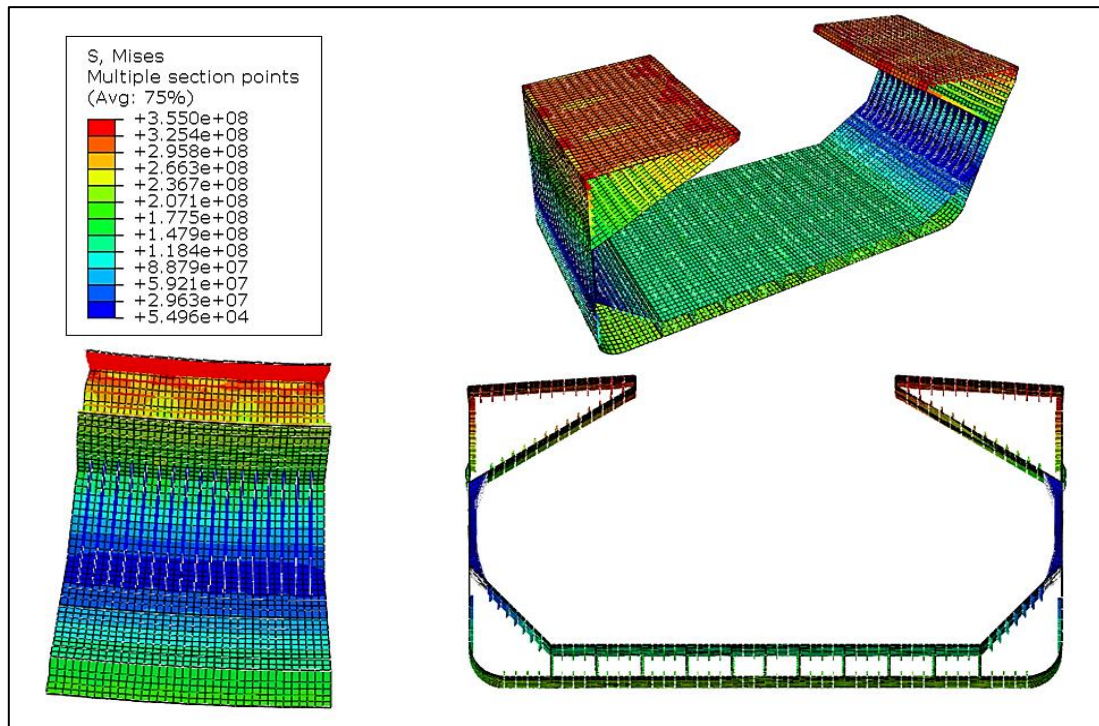 S, Mises
Multiple section points
(Avg: 75%)
+3.550e+08
+3.254e+08
+2.958e+08
+2.663e+08
+2.367e+08
+2.071e+08
+1.775e+08
+1.479e+08
+1.184e+08
+8.879e+07
+5.921e+07
+2.963e+07
+5.496e+04